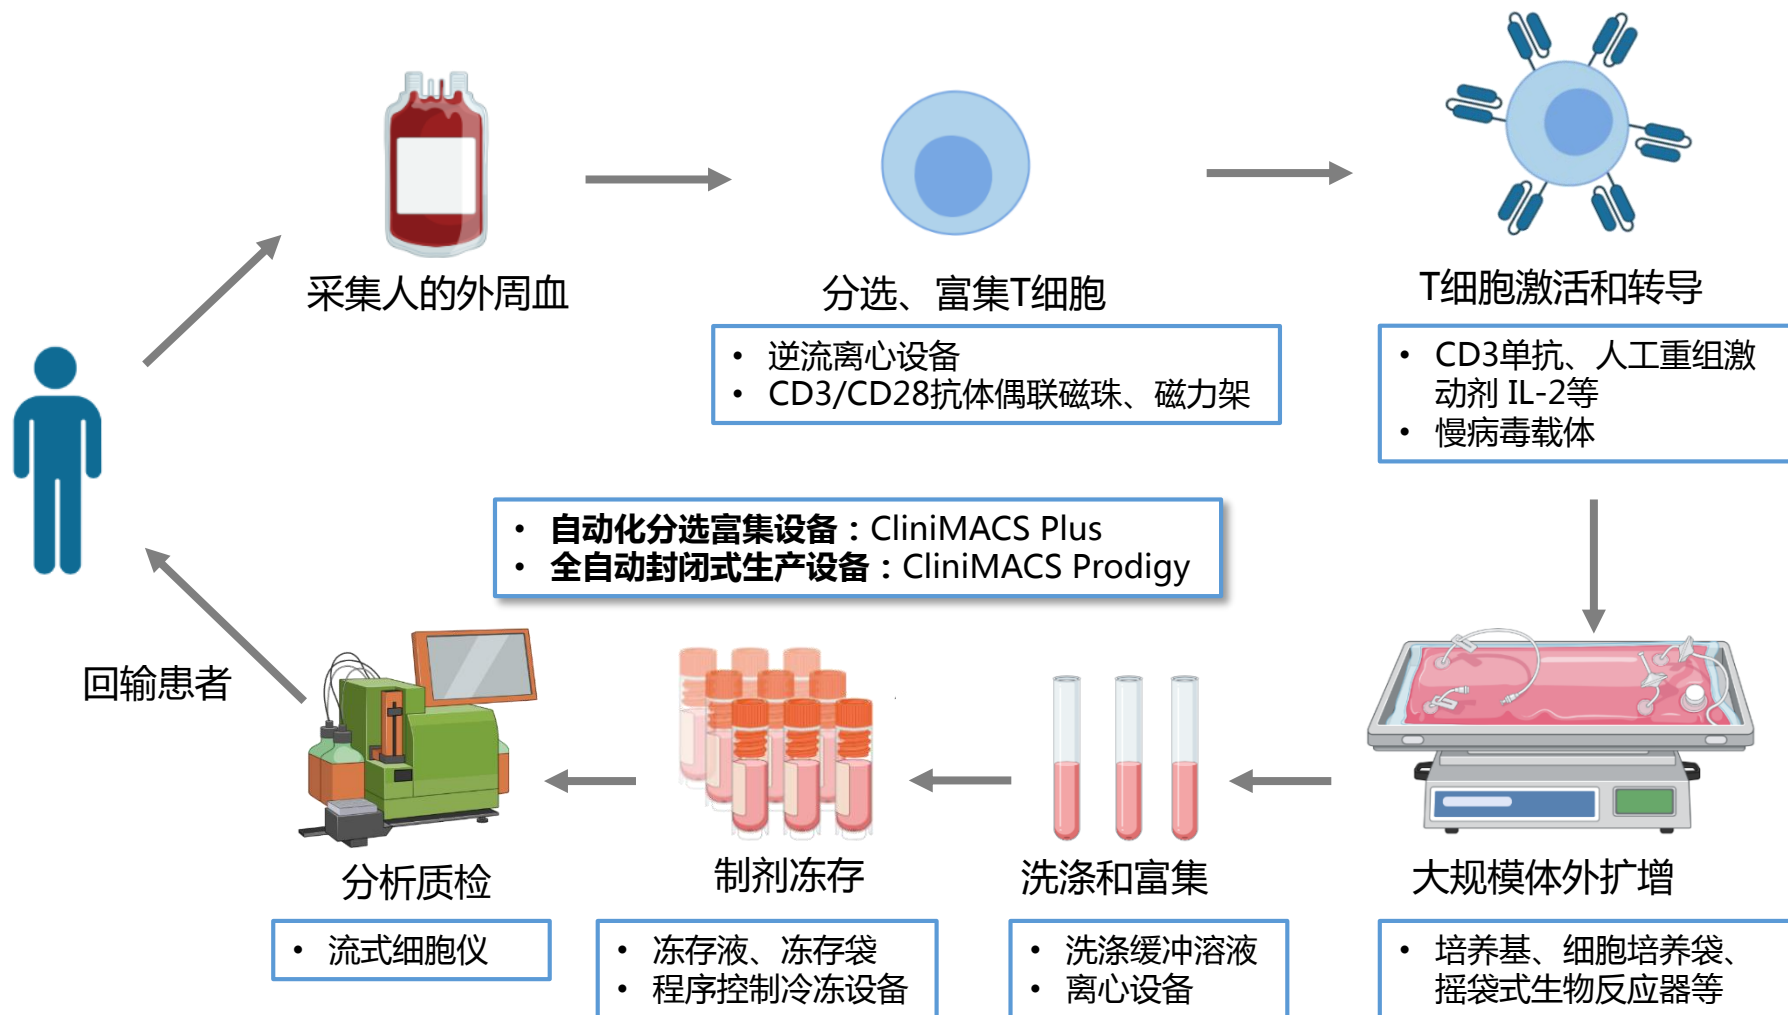 采集人的外周血
分选、富集T细胞
• 逆流离心设备
• CD3/CD28抗体偶联磁珠、磁力架
T细胞激活和转导
• CD3单抗、人工重组激
动剂 IL-2等
• 慢病毒载体
• 自动化分选富集设备：CliniMACS Plus
• 全自动封闭式生产设备：CliniMACS Prodigy
大规模体外扩增
• 培养基、细胞培养袋、
摇袋式生物反应器等
洗涤和富集
• 洗涤缓冲溶液
• 离心设备
制剂冻存
• 冻存液、冻存袋
• 程序控制冷冻设备
分析质检
• 流式细胞仪
回输患者